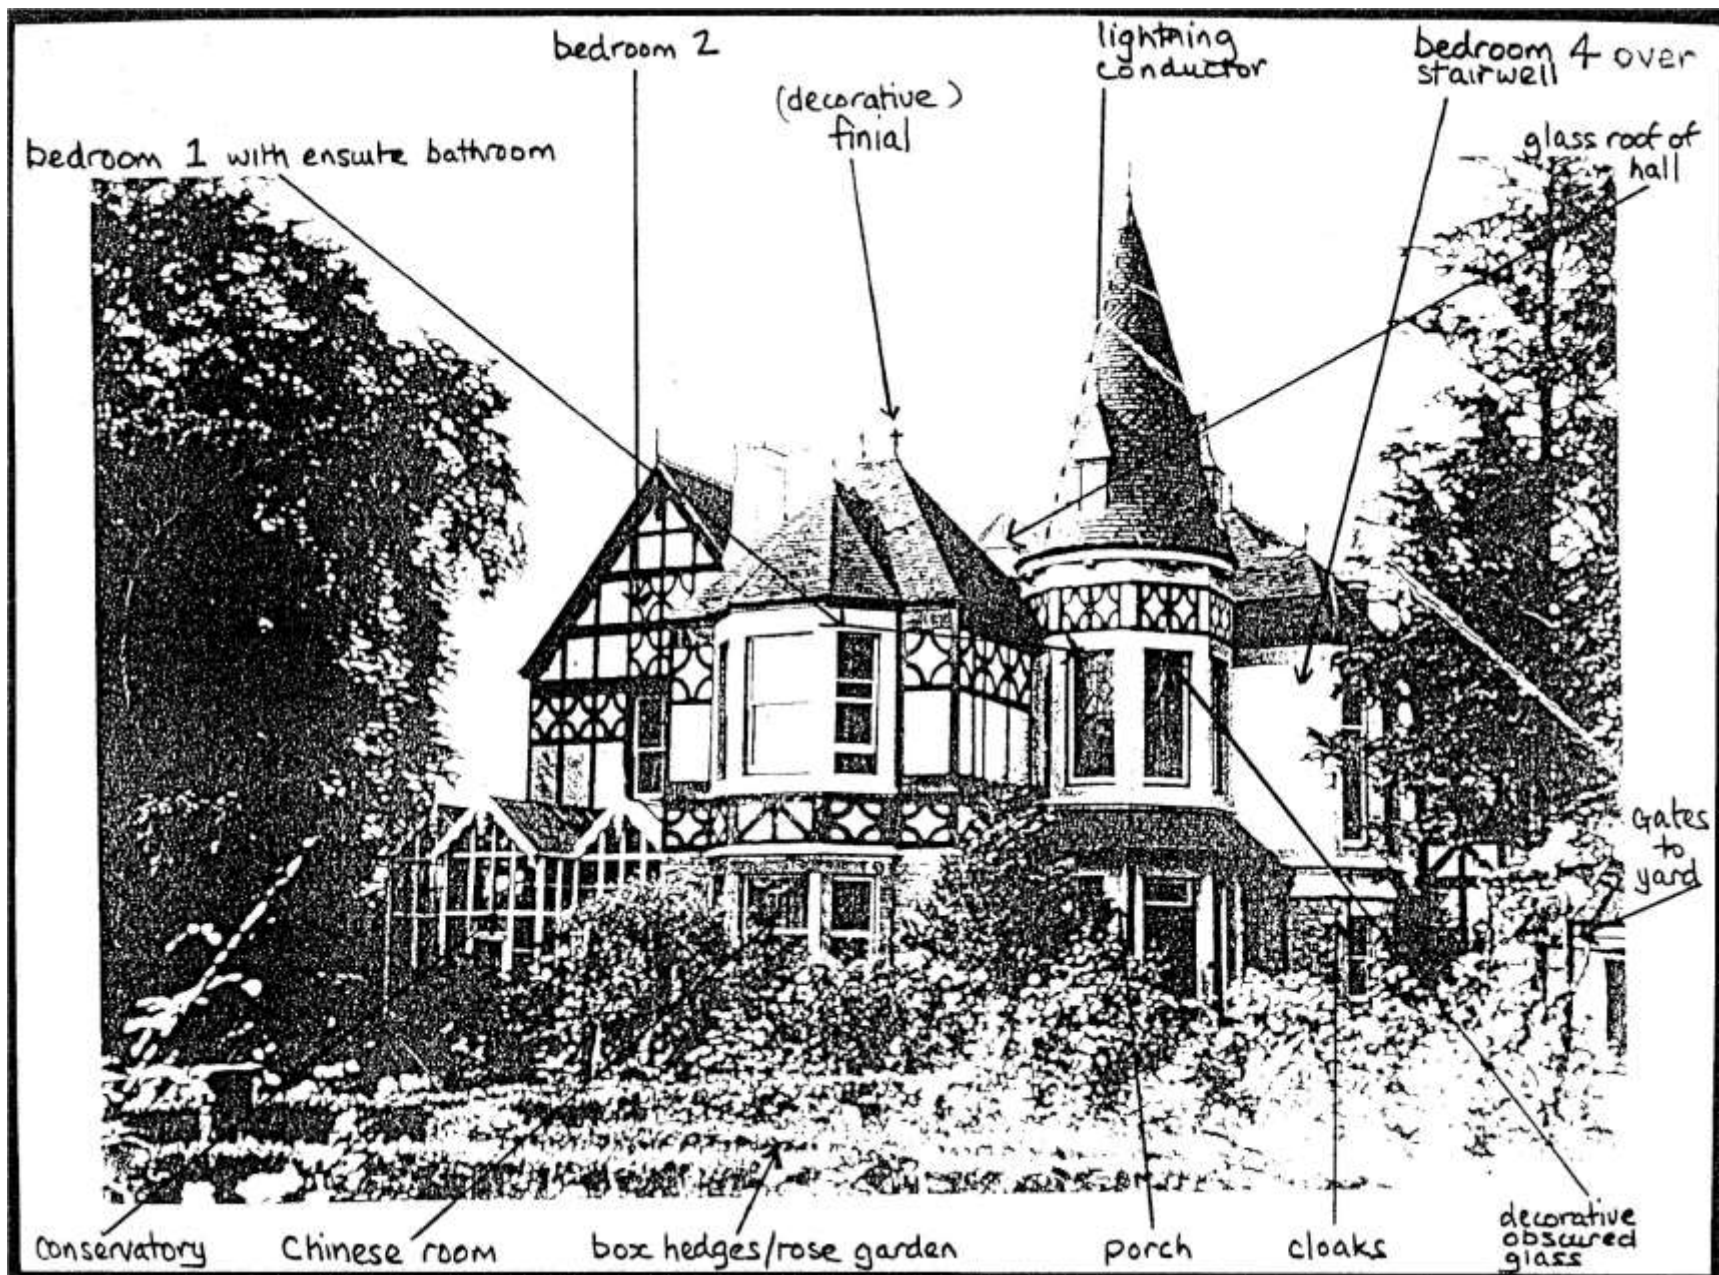 bedroom 2
lightning
conductor
bedroom 4 over
stairwell
(decorative)
finial
bedroom 1 with ensuite bathroom
glass roof of
hall
Gates
to
yard
Conservatory
Chinese room
box hedges/rose garden
porch
cloaks
decorative
obscured
glass